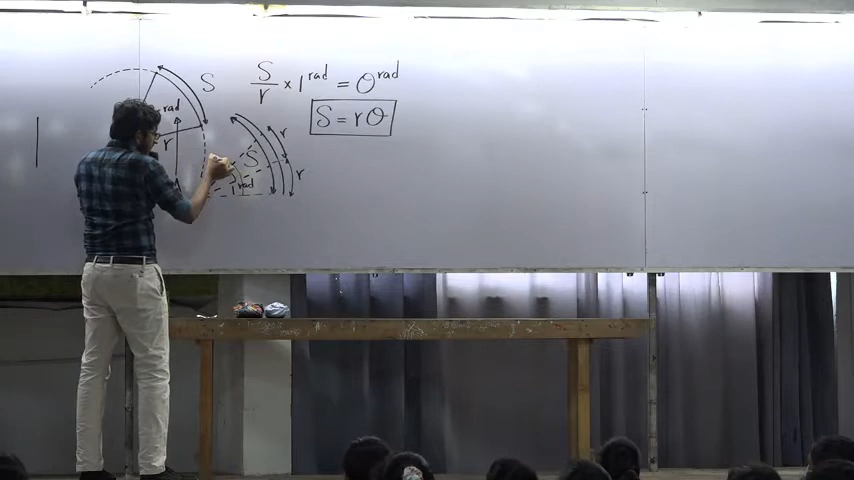 S
S/r × 1^rad = θ^rad
S = rθ
rad
r
r
S
r
1^rad